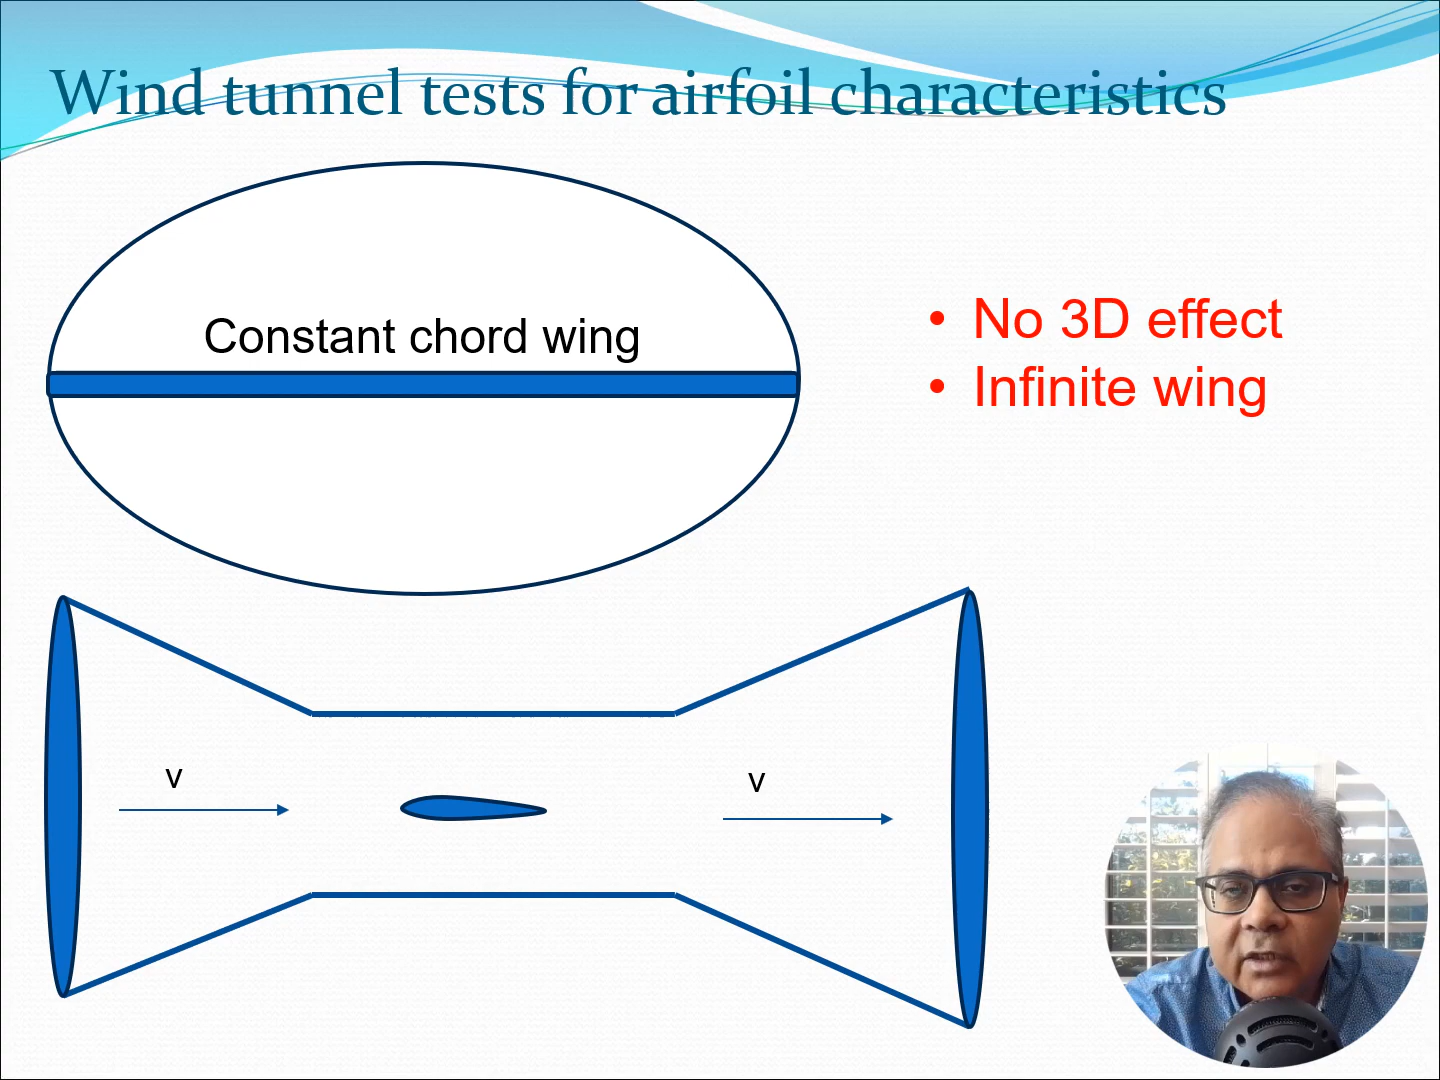 Wind tunnel tests for airfoil characteristics
Constant chord wing
• No 3D effect
• Infinite wing
v
v